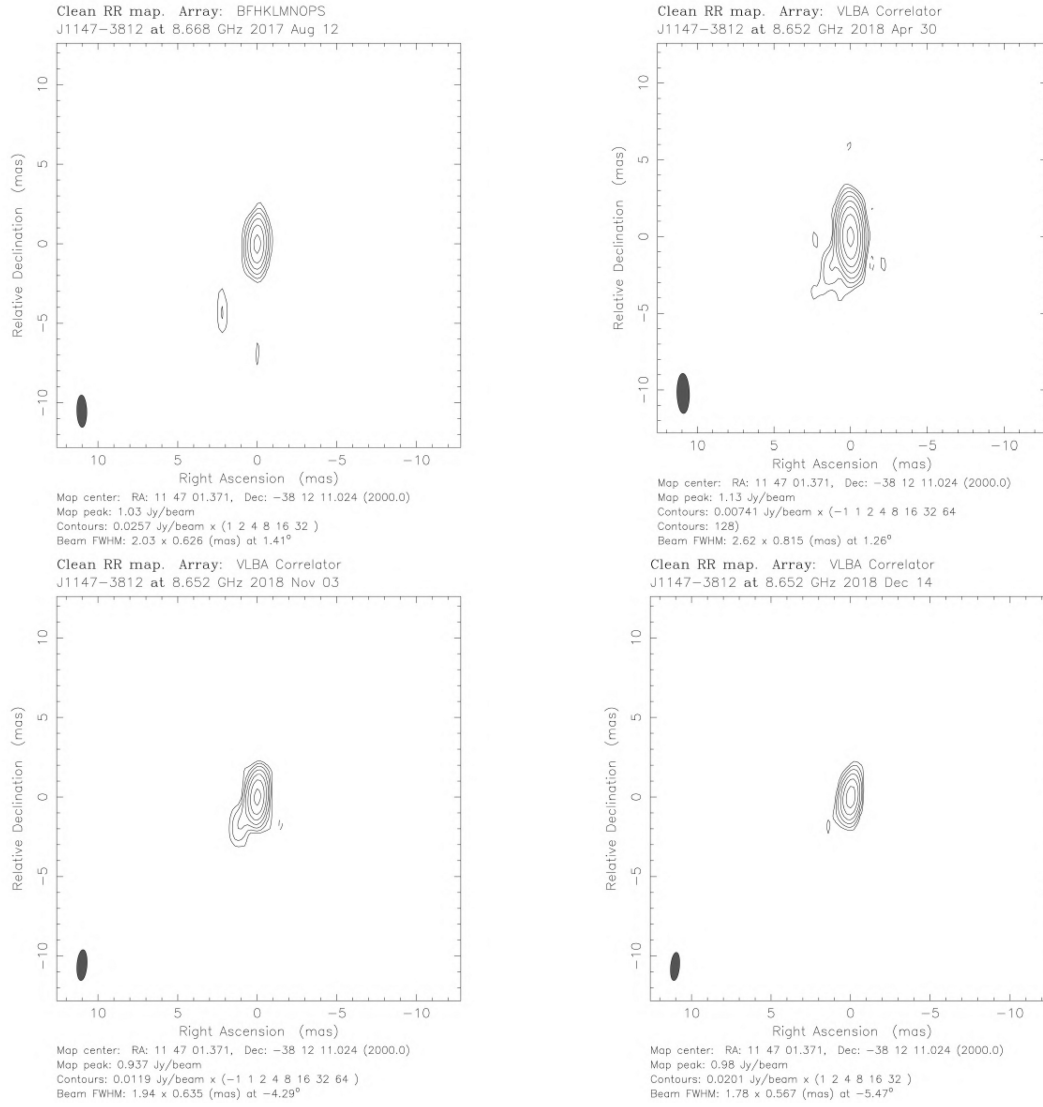 Clean RR map. Array: BFHKLMNOPS
J1147-3812 at 8.668 GHz 2017 Aug 12
Relative Declination (mas)
10
5
0
−5
−10
10 5 0 −5 −10
Right Ascension (mas)
Map center: RA: 11 47 01.371, Dec: −38 12 11.024 (2000.0)
Map peak: 1.03 Jy/beam
Contours: 0.0257 Jy/beam x (1 2 4 8 16 32 )
Beam FWHM: 2.03 x 0.626 (mas) at 1.41°
Clean RR map. Array: VLBA Correlator
J1147−3812 at 8.652 GHz 2018 Apr 30
Relative Declination (mas)
10
5
0
−5
−10
10 5 0 −5 −10
Right Ascension (mas)
Map center: RA: 11 47 01.371, Dec: −38 12 11.024 (2000.0)
Map peak: 1.13 Jy/beam
Contours: 0.00741 Jy/beam x (−1 1 2 4 8 16 32 64
Contours: 128)
Beam FWHM: 2.62 x 0.815 (mas) at 1.26°
Clean RR map. Array: VLBA Correlator
J1147−3812 at 8.652 GHz 2018 Nov 03
Relative Declination (mas)
10
5
0
−5
−10
10 5 0 −5 −10
Right Ascension (mas)
Map center: RA: 11 47 01.371, Dec: −38 12 11.024 (2000.0)
Map peak: 0.937 Jy/beam
Contours: 0.0119 Jy/beam x (−1 1 2 4 8 16 32 64 )
Beam FWHM: 1.94 x 0.635 (mas) at −4.29°
Clean RR map. Array: VLBA Correlator
J1147−3812 at 8.652 GHz 2018 Dec 14
Relative Declination (mas)
10
5
0
−5
−10
10 5 0 −5 −10
Right Ascension (mas)
Map center: RA: 11 47 01.371, Dec: −38 12 11.024 (2000.0)
Map peak: 0.98 Jy/beam
Contours: 0.0201 Jy/beam x (1 2 4 8 16 32 )
Beam FWHM: 1.78 x 0.567 (mas) at −5.47°